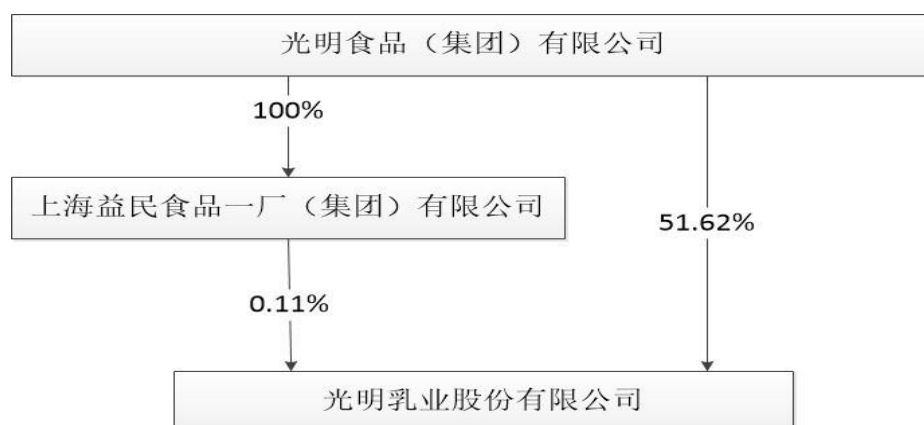 光明食品（集团）有限公司
100%
上海益民食品一厂（集团）有限公司
51.62%
0.11%
光明乳业股份有限公司